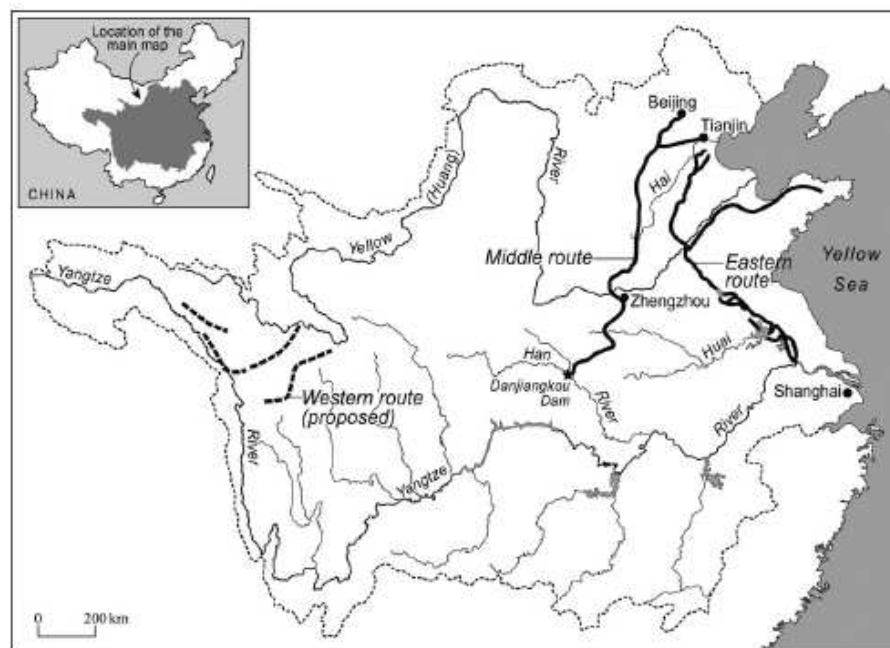 Location of the
main map
CHINA
Beijing
Tianjin
Hai
(Huang)
River
Yellow
Yangtze
Middle route
Eastern
route
Yellow
Sea
Zhengzhou
Huai
Han
Danjiangkou
Dam
River
River
Shanghai
Western route
(proposed)
River
Yangtze
0 200 km